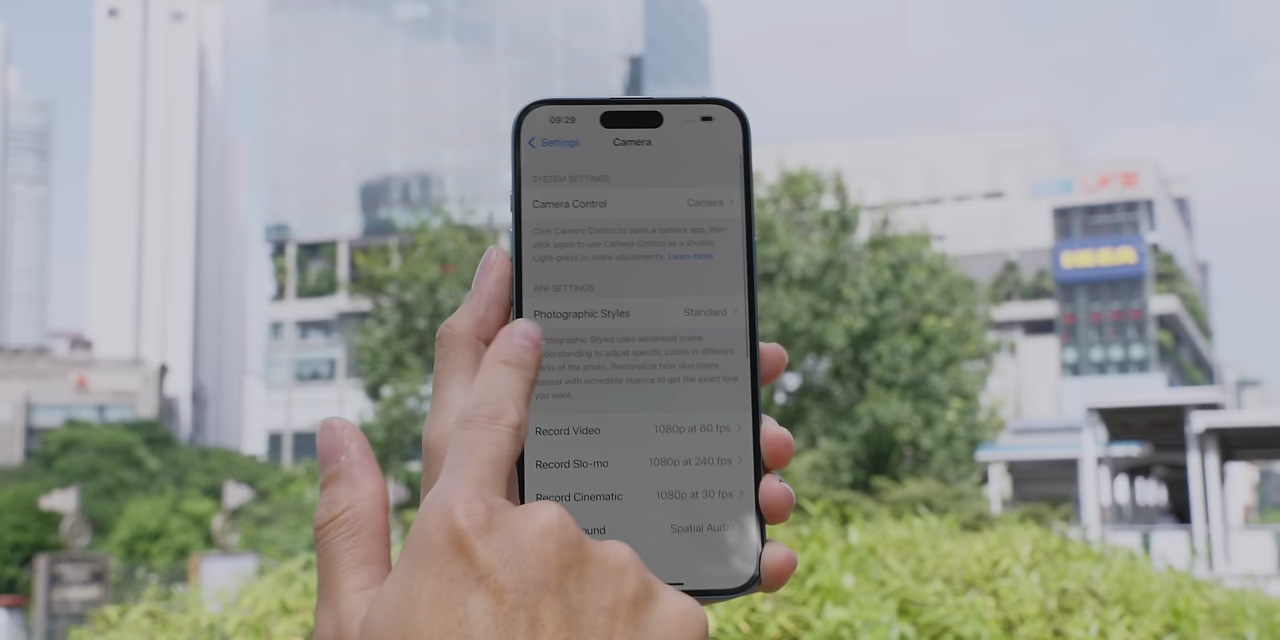 09:29
Settings
Camera
SYSTEM SETTINGS
Camera Control Camera
Click Camera Control to open a camera app, then
click again to use Camera Control as a shutter.
Light-press to make adjustments. Learn more
APP SETTINGS
Photographic Styles Standard
Photographic Styles uses advanced scene
understanding to adjust specific colors in different
parts of the photo. Personalize how skin tones
appear with incredible nuance to get the exact look
you want.
Record Video 1080p at 60 fps
Record Slo-mo 1080p at 240 fps
Record Cinematic 1080p at 30 fps
ound Spatial Audio
IKEA